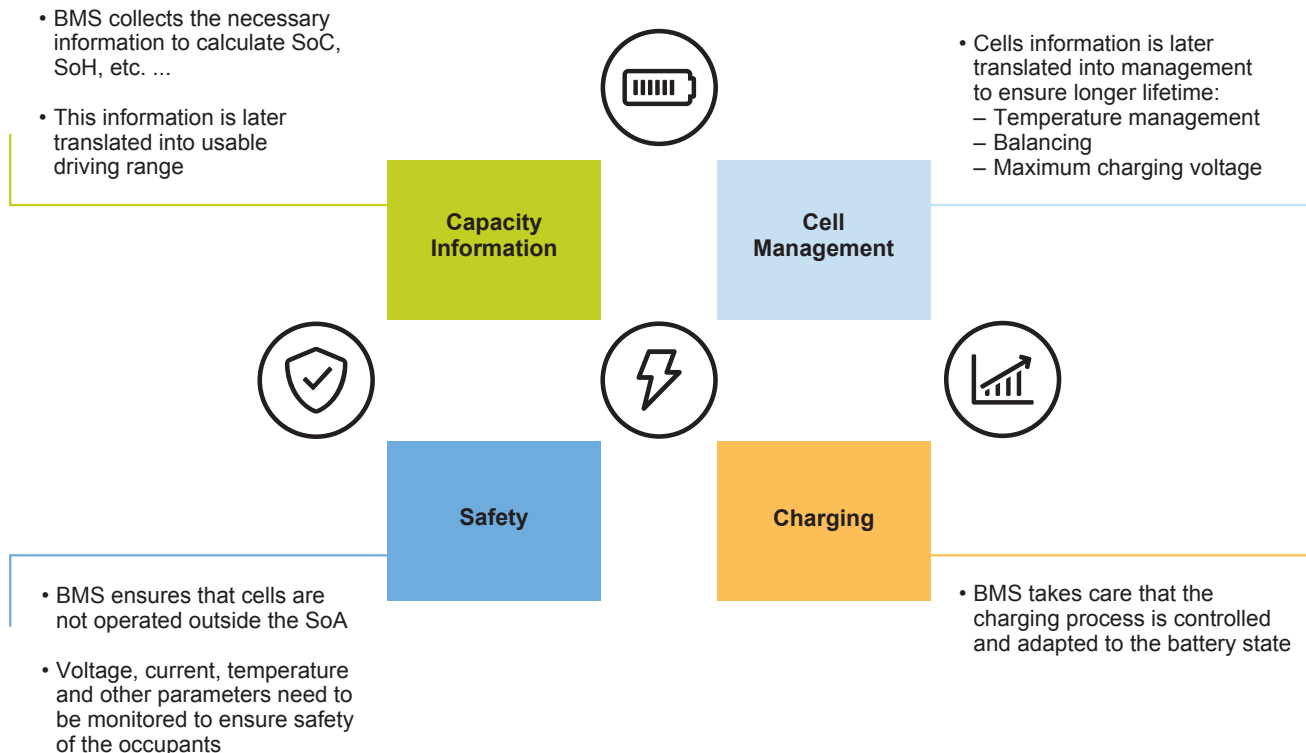 • BMS collects the necessary
information to calculate SoC,
SoH, etc. ...
• This information is later
translated into usable
driving range
• Cells information is later
translated into management
to ensure longer lifetime:
– Temperature management
– Balancing
– Maximum charging voltage
Capacity
Information
Cell
Management
Safety
Charging
• BMS ensures that cells are
not operated outside the SoA
• Voltage, current, temperature
and other parameters need to
be monitored to ensure safety
of the occupants
• BMS takes care that the
charging process is controlled
and adapted to the battery state